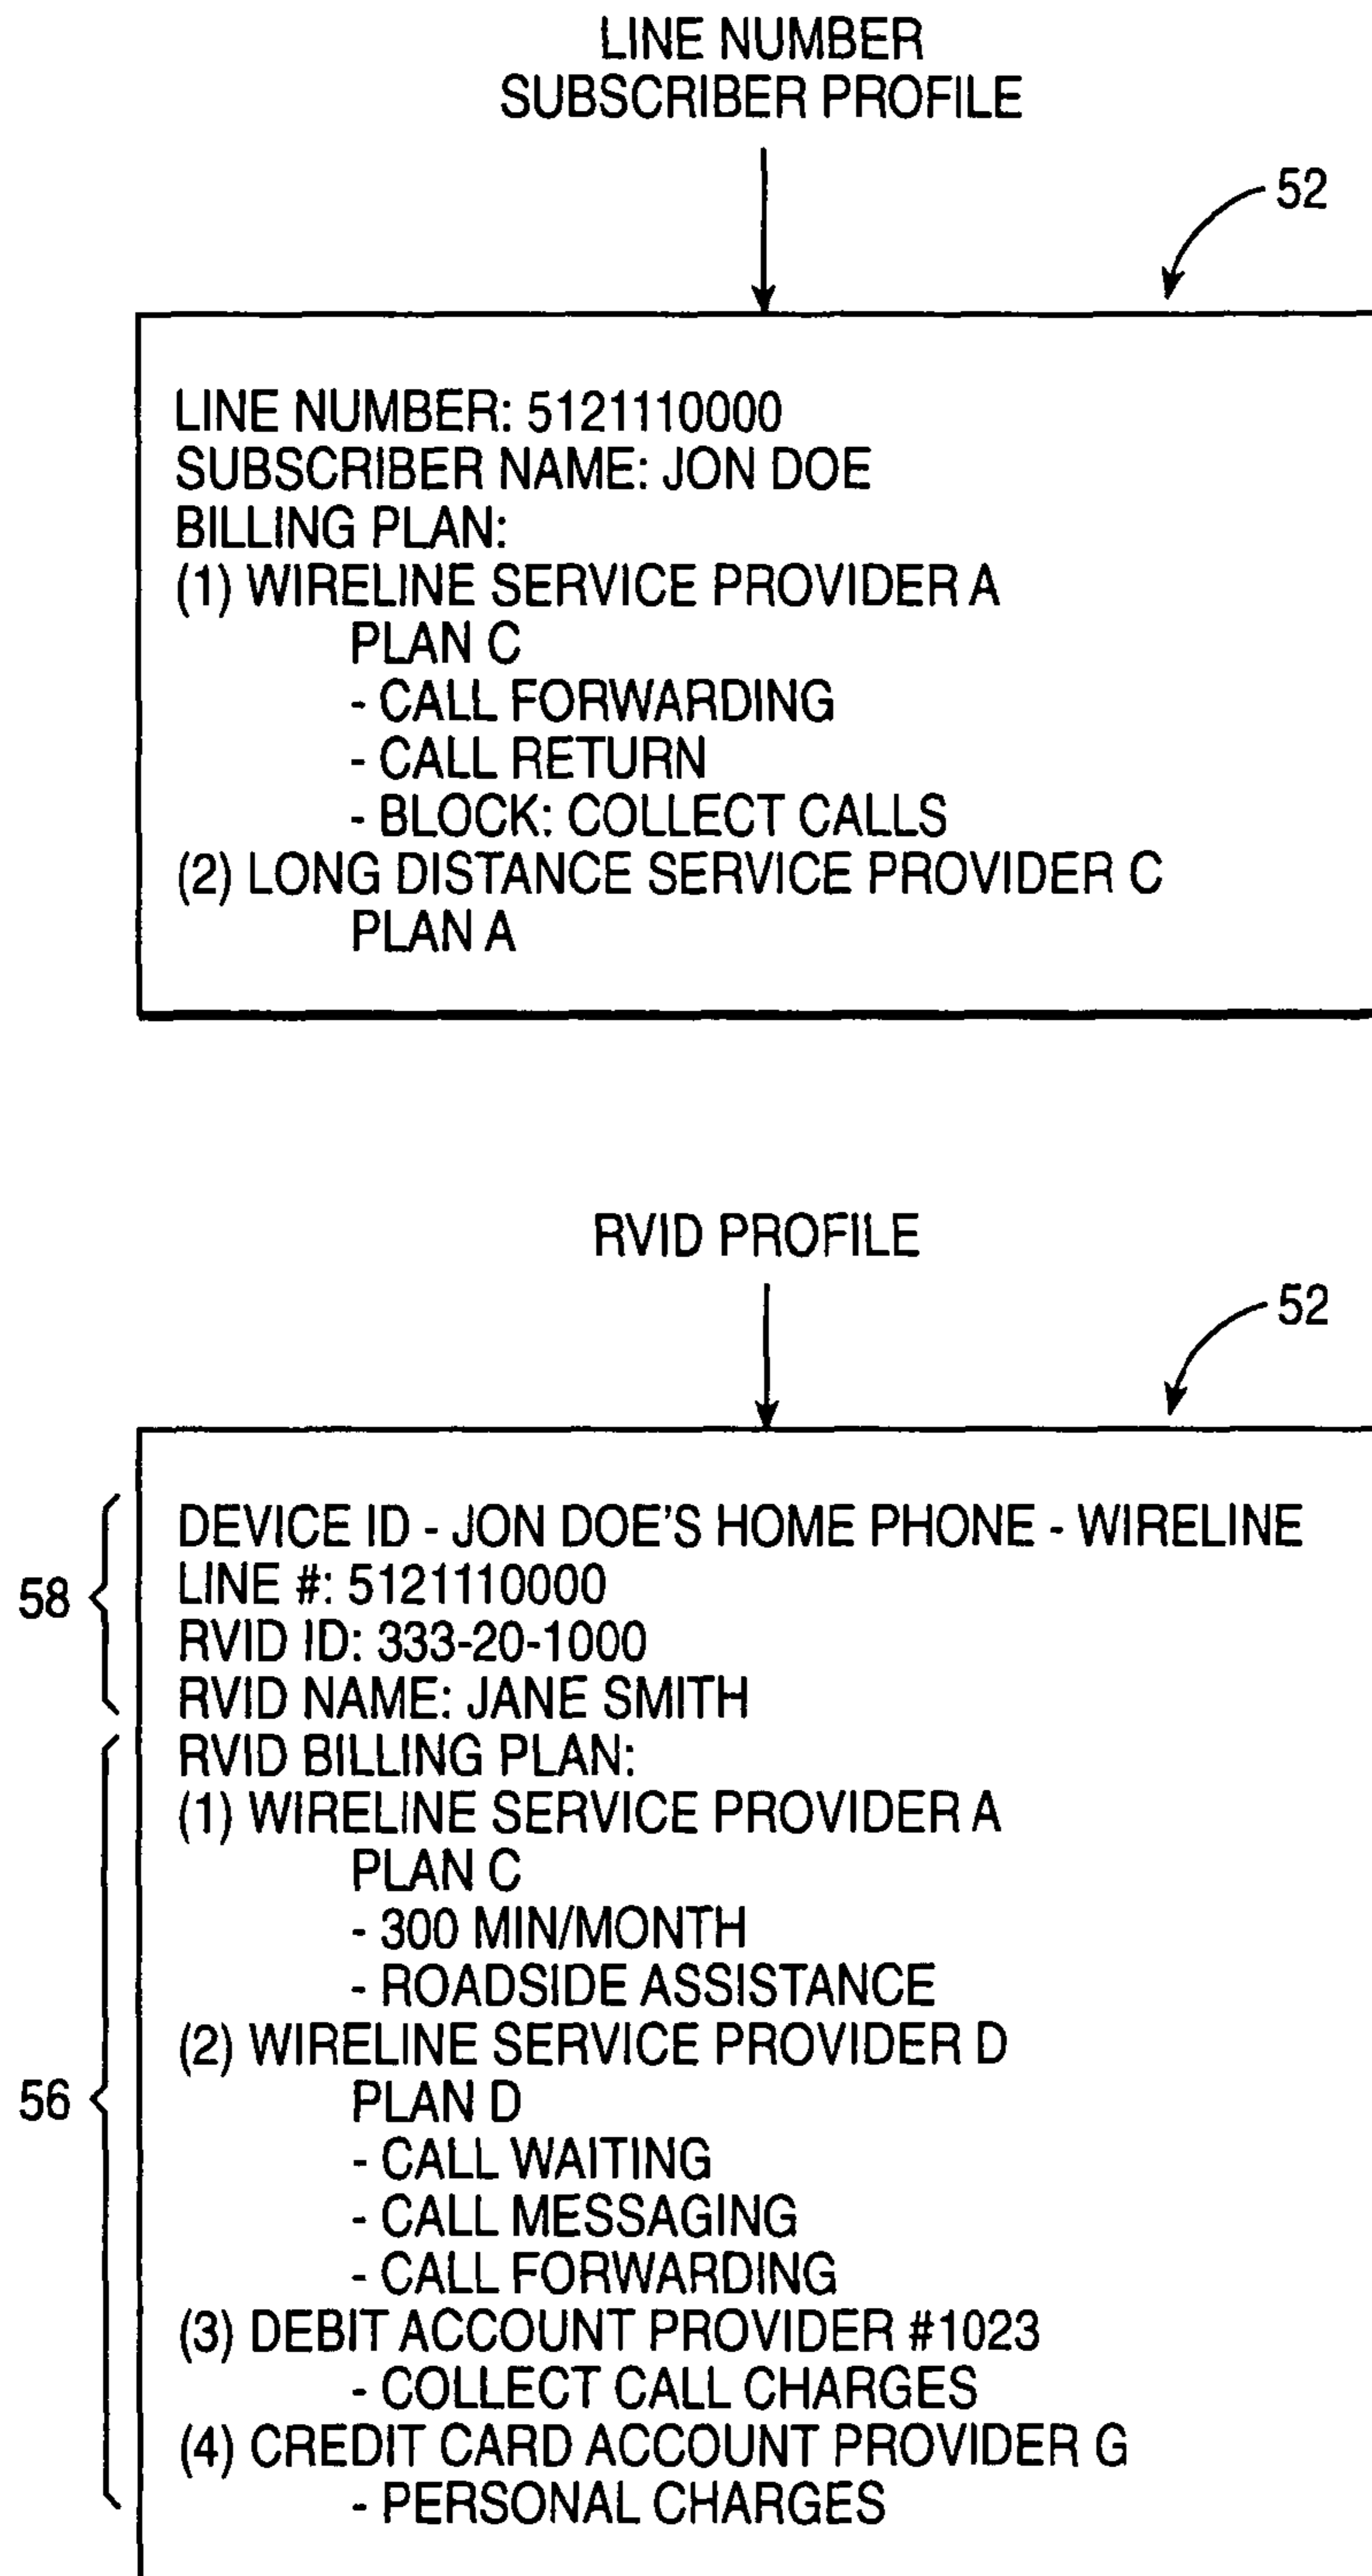 LINE NUMBER
SUBSCRIBER PROFILE
52
LINE NUMBER: 5121110000
SUBSCRIBER NAME: JON DOE
BILLING PLAN:
(1) WIRELINE SERVICE PROVIDER A
PLAN C
- CALL FORWARDING
- CALL RETURN
- BLOCK: COLLECT CALLS
(2) LONG DISTANCE SERVICE PROVIDER C
PLAN A
RVID PROFILE
52
58
DEVICE ID - JON DOE'S HOME PHONE - WIRELINE
LINE #: 5121110000
RVID ID: 333-20-1000
RVID NAME: JANE SMITH
56
RVID BILLING PLAN:
(1) WIRELINE SERVICE PROVIDER A
PLAN C
- 300 MIN/MONTH
- ROADSIDE ASSISTANCE
(2) WIRELINE SERVICE PROVIDER D
PLAN D
- CALL WAITING
- CALL MESSAGING
- CALL FORWARDING
(3) DEBIT ACCOUNT PROVIDER #1023
- COLLECT CALL CHARGES
(4) CREDIT CARD ACCOUNT PROVIDER G
- PERSONAL CHARGES